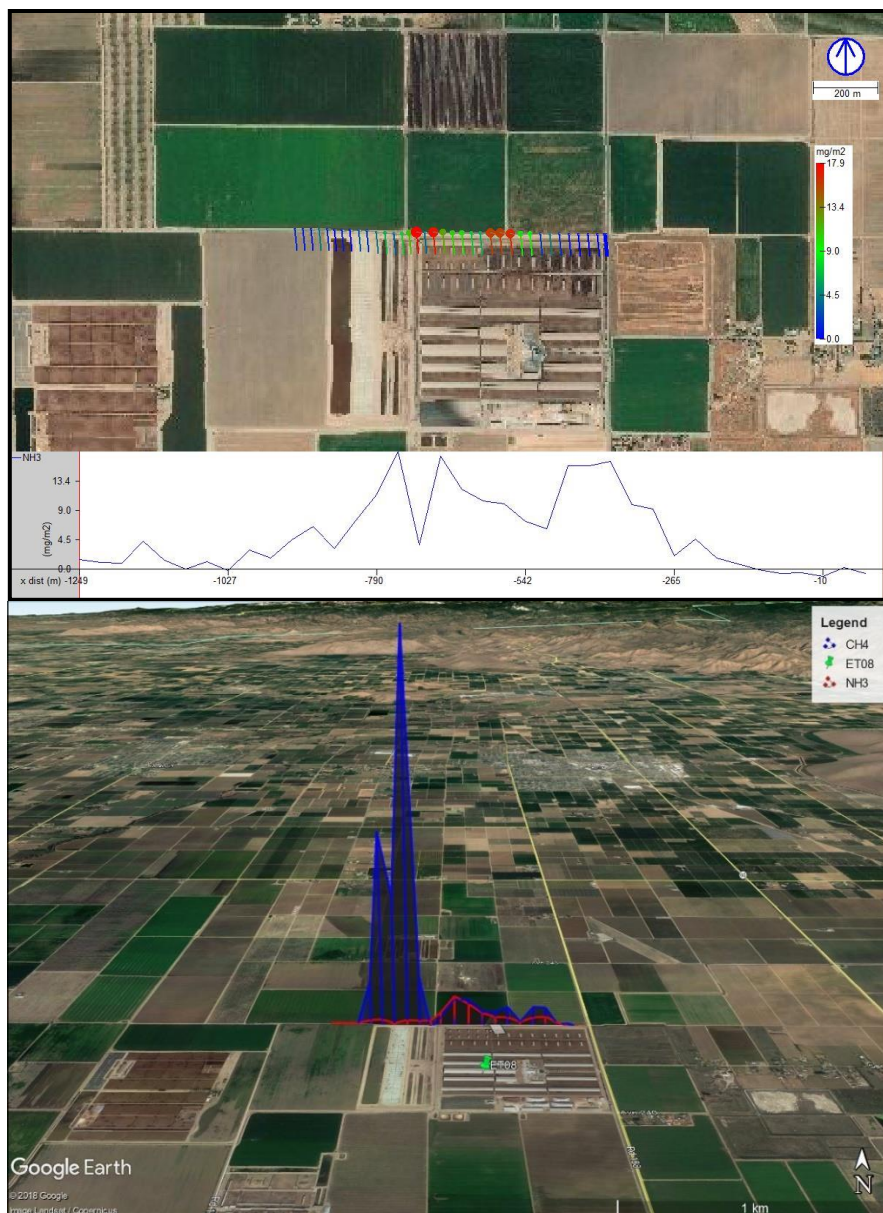 200 m
mg/m2
17.9
13.4
9.0
4.5
0.0
NH3
13.4
9.0
4.5
0.0
(mg/m2)
x dist (m) -1249 -1027 -790 -542 -265 -10
Legend
CH4
ET08
NH3
ET08
Google Earth
© 2018 Google
Image Landsat / Copernicus
1 km
N